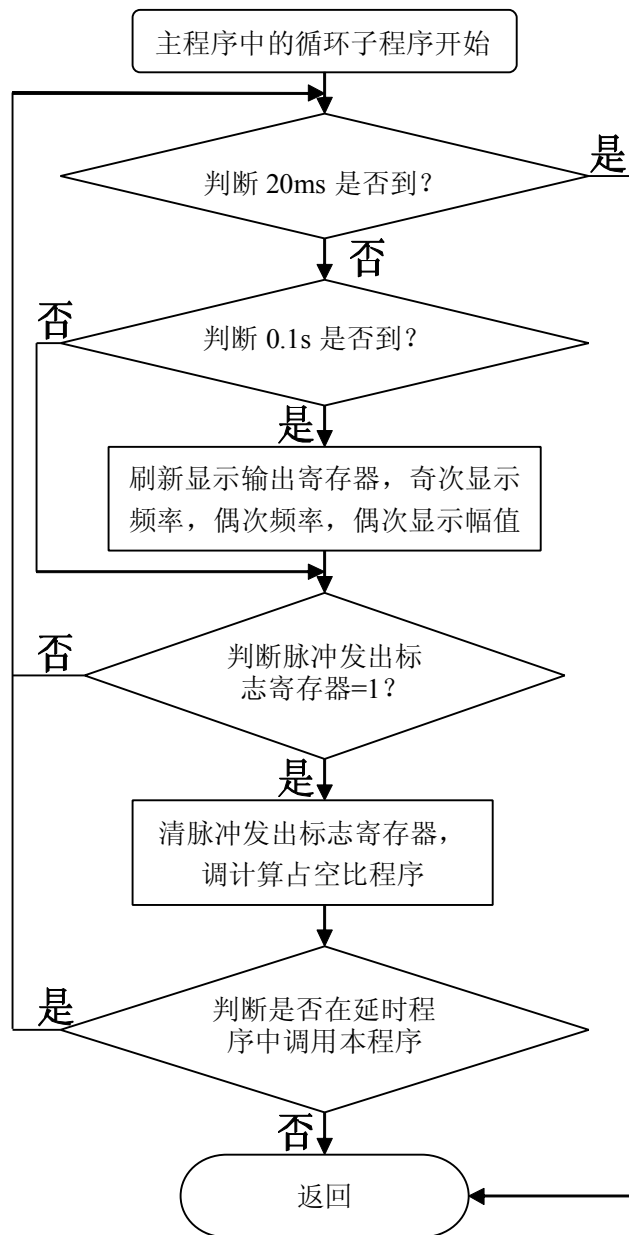 主程序中的循环子程序开始
是
判断 20ms 是否到？
否
否
判断 0.1s 是否到？
是
刷新显示输出寄存器，奇次显示
频率，偶次频率，偶次显示幅值
否
判断脉冲发出标
志寄存器=1？
是
清脉冲发出标志寄存器，
调计算占空比程序
是
判断是否在延时程
序中调用本程序
否
返回